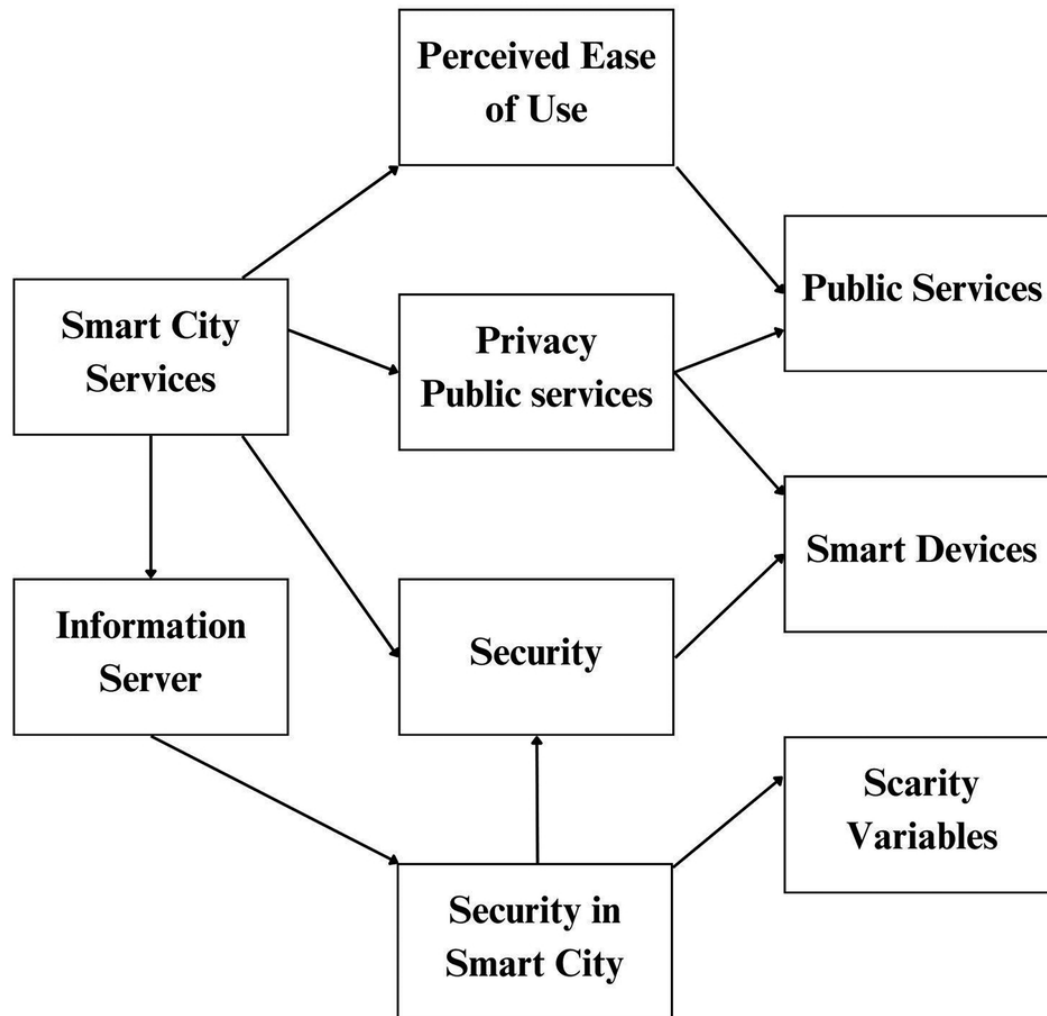 Perceived Ease
of Use
Public Services
Smart City
Services
Privacy
Public services
Smart Devices
Information
Server
Security
Scarity
Variables
Security in
Smart City